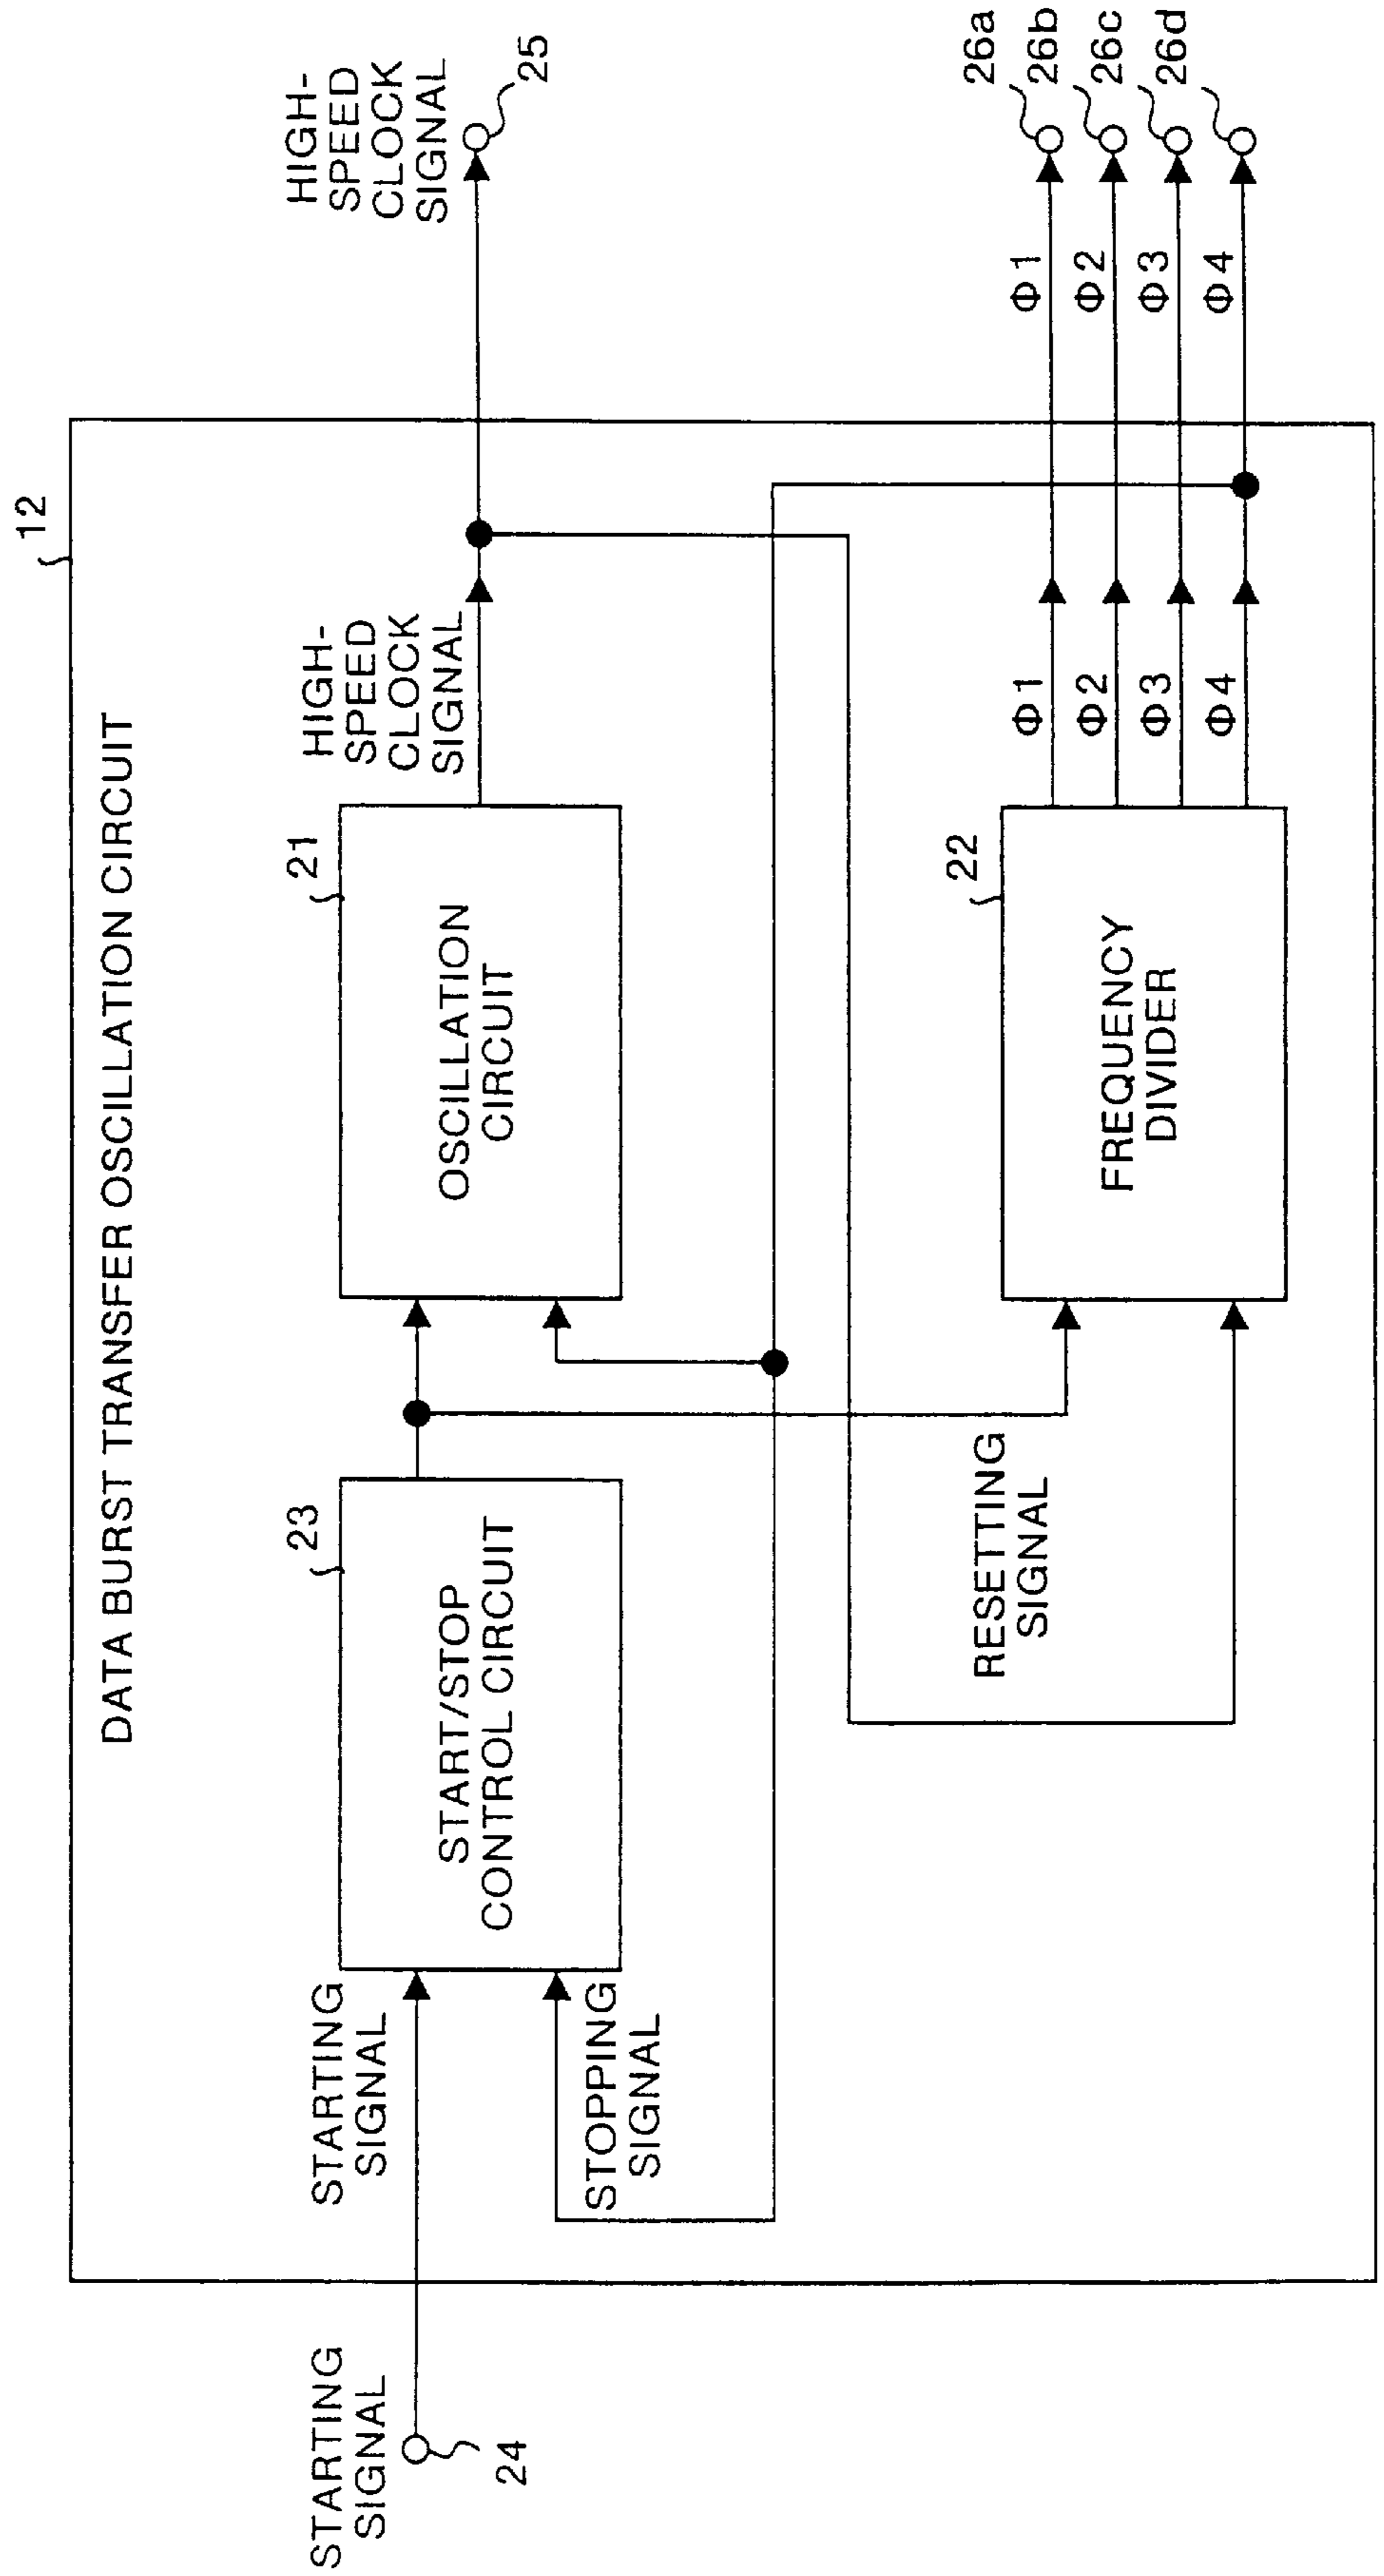 12
DATA BURST TRANSFER OSCILLATION CIRCUIT
STARTING
SIGNAL
24
STARTING
SIGNAL
STOPPING
SIGNAL
23
START/STOP
CONTROL CIRCUIT
21
OSCILLATION
CIRCUIT
HIGH-
SPEED
CLOCK
SIGNAL
HIGH-
SPEED
CLOCK
SIGNAL
25
RESETTING
SIGNAL
22
FREQUENCY
DIVIDER
Φ1
Φ2
Φ3
Φ4
Φ1
Φ2
Φ3
Φ4
26a
26b
26c
26d